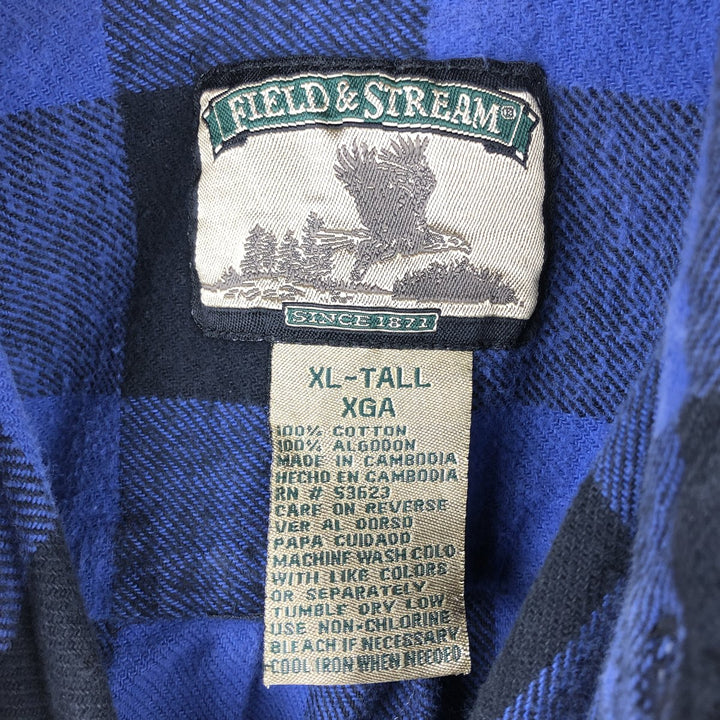 FIELD & STREAM®
SINCE 1871
XL-TALL
XGA
100% COTTON
100% ALGODON
MADE IN CAMBODIA
HECHO EN CAMBODIA
RN # 53623
CARE ON REVERSE
VER AL DORSO
PAPA CUIDADO
MACHINE WASH COLD
WITH LIKE COLORS
OR SEPARATELY
TUMBLE DRY LOW
USE NON-CHLORINE
BLEACH IF NECESSARY
COOL IRON WHEN NEEDED